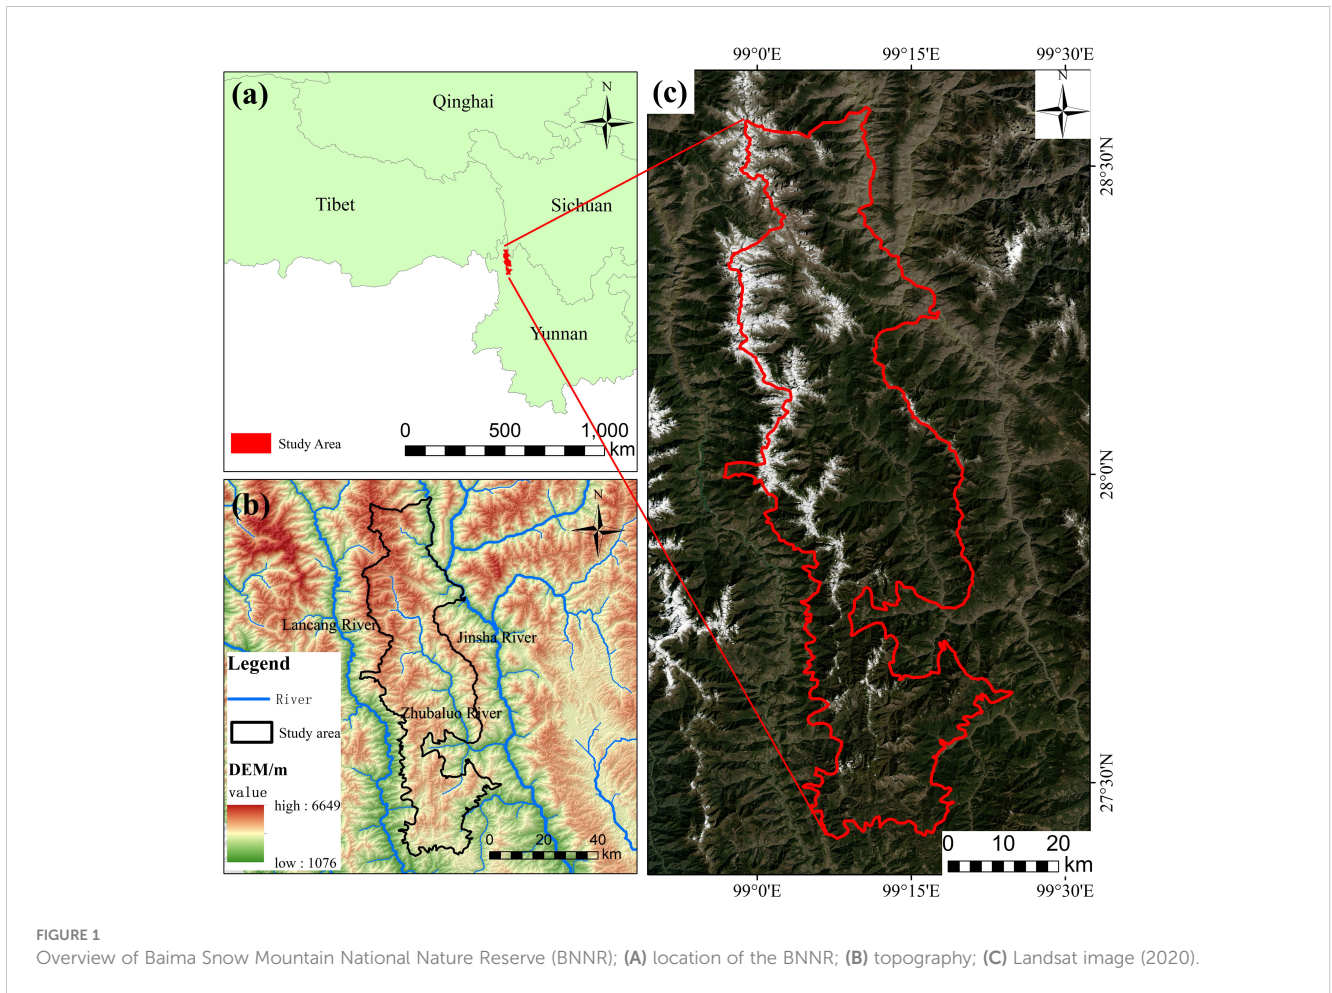 (a)
N
Qinghai
Tibet
Sichuan
Yunnan
Study Area
0 500 1,000
km
(b)
N
Lancang River
Jinsha River
Zhubaluo River
Legend
River
Study area
DEM/m
value
high : 6649
low : 1076
0 20 40
km
(c)
N
99°0'E 99°15'E 99°30'E
28°30'N
28°0'N
27°30'N
0 10 20
km
99°0'E 99°15'E 99°30'E
FIGURE 1
Overview of Baima Snow Mountain National Nature Reserve (BNNR); (A) location of the BNNR; (B) topography; (C) Landsat image (2020).